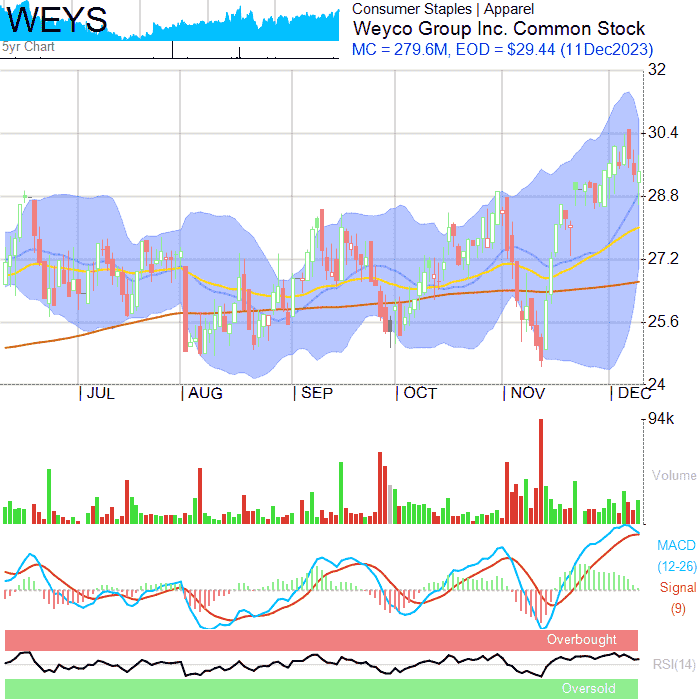 WEYS
5yr Chart
Consumer Staples | Apparel
Weyco Group Inc. Common Stock
MC = 279.6M, EOD = $29.44 (11Dec2023)
32
30.4
28.8
27.2
25.6
24
JUL AUG SEP OCT NOV DEC
94k
Volume
MACD
(12-26)
Signal
(9)
Overbought
RSI(14)
Oversold